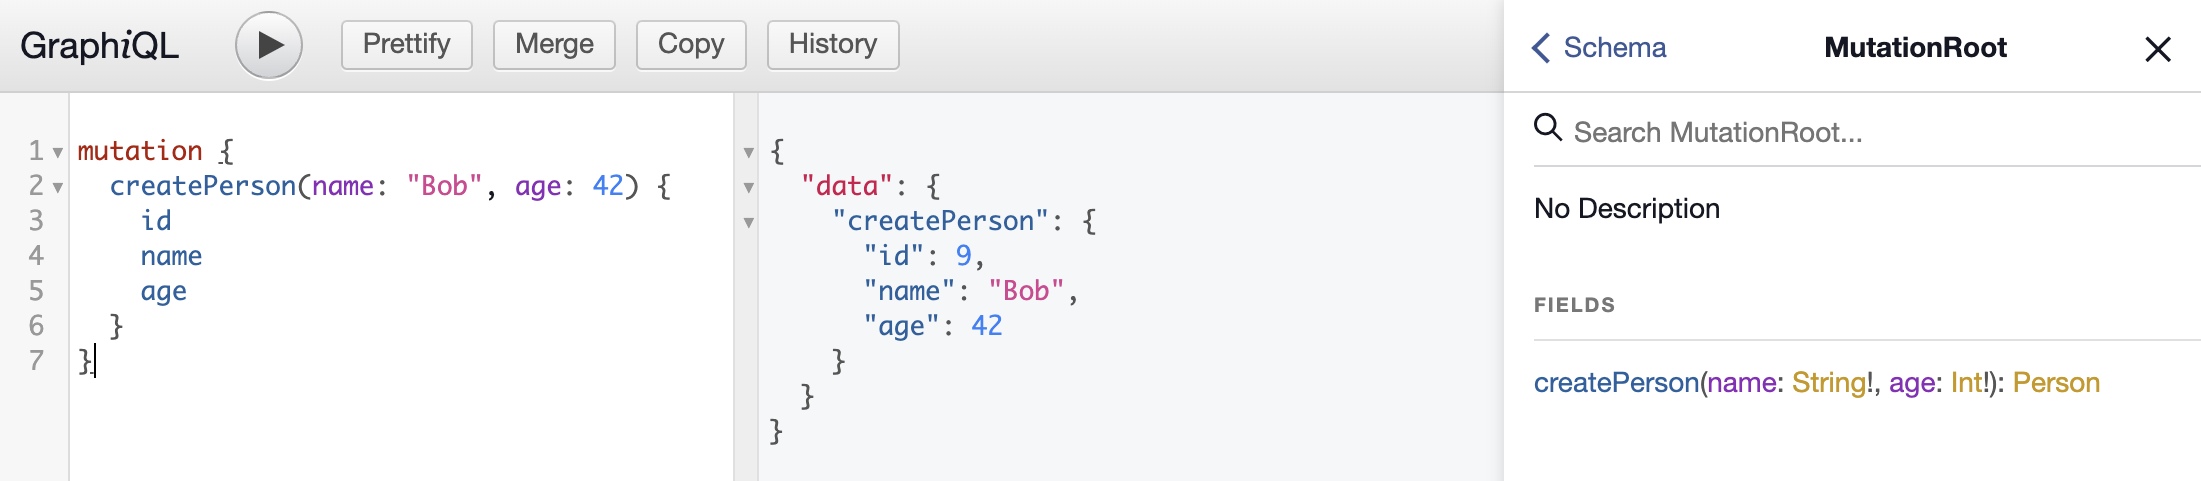 GraphiQL Prettify Merge Copy History
1 mutation {
2 createPerson(name: "Bob", age: 42) {
3 id
4 name
5 age
6 }
7 }
{
"data": {
"createPerson": {
"id": 9,
"name": "Bob",
"age": 42
}
}
}
Schema MutationRoot
Search MutationRoot...
No Description
FIELDS
createPerson(name: String!, age: Int!): Person